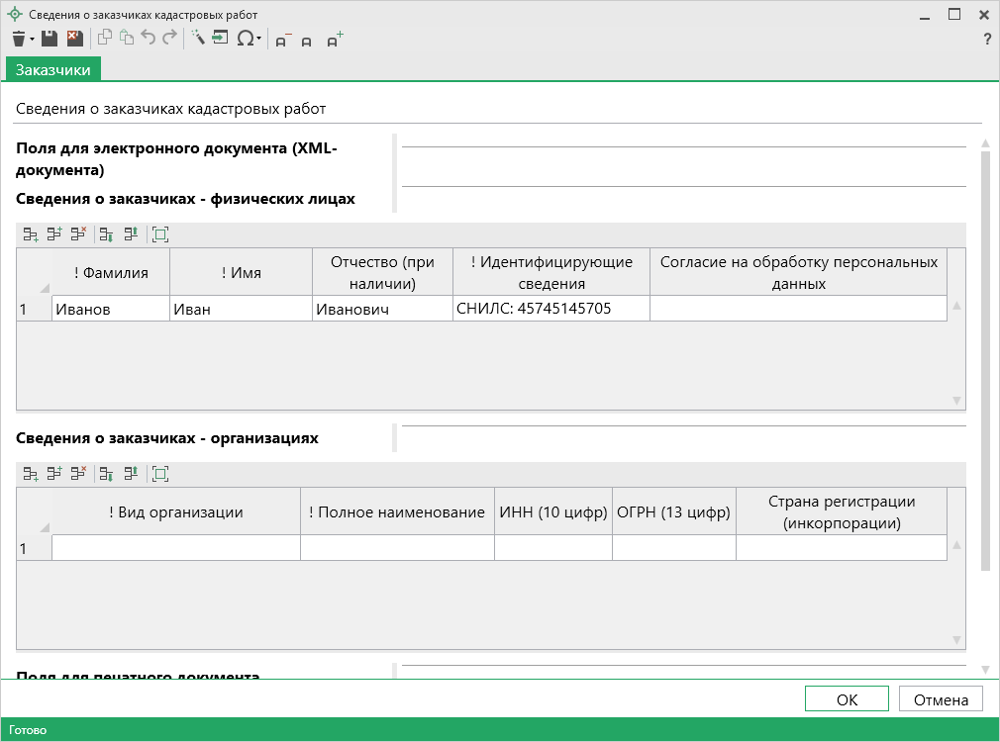 Сведения о заказчиках кадастровых работ
?
Заказчики
Сведения о заказчиках кадастровых работ
Поля для электронного документа (XML-
документа)
Сведения о заказчиках - физических лицах
! Фамилия
! Имя
Отчество (при
наличии)
! Идентифицирующие
сведения
Согласие на обработку персональных
данных
1 Иванов Иван Иванович СНИЛС: 45745145705
Сведения о заказчиках - организациях
! Вид организации
! Полное наименование
ИНН (10 цифр)
ОГРН (13 цифр)
Страна регистрации
(инкорпорации)
1
Поля для печатного документа
ОК
Отмена
Готово